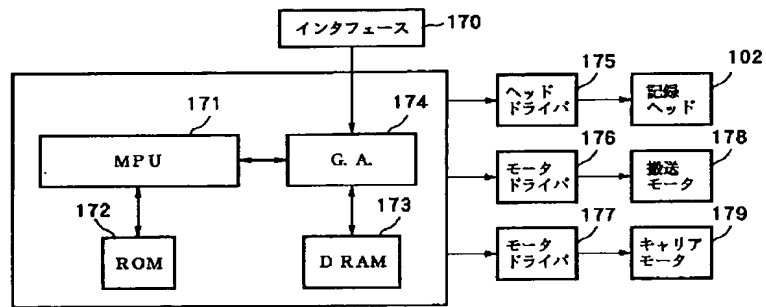 インタフェース
170
171
174
MPU
G. A.
172
173
ROM
DRAM
175
102
ヘッド
ドライバ
記録
ヘッド
176
178
モータ
ドライバ
搬送
モータ
177
179
モータ
ドライバ
キャリア
モータ